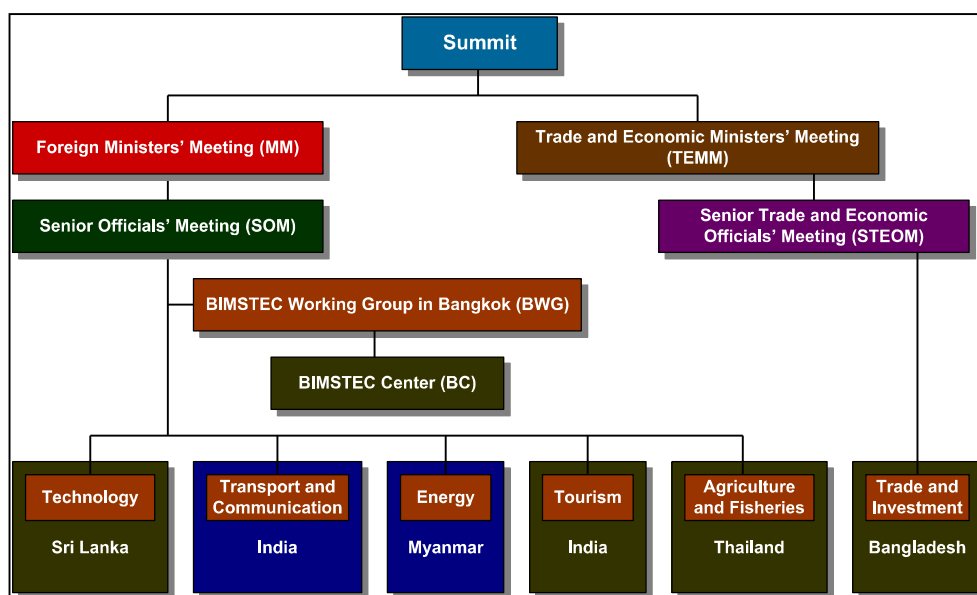 Summit
Foreign Ministers’ Meeting (MM)
Trade and Economic Ministers’ Meeting
(TEMM)
Senior Officials’ Meeting (SOM)
Senior Trade and Economic
Officials’ Meeting (STEOM)
BIMSTEC Working Group in Bangkok (BWG)
BIMSTEC Center (BC)
Technology
Sri Lanka
Transport and
Communication
India
Energy
Myanmar
Tourism
India
Agriculture
and Fisheries
Thailand
Trade and
Investment
Bangladesh